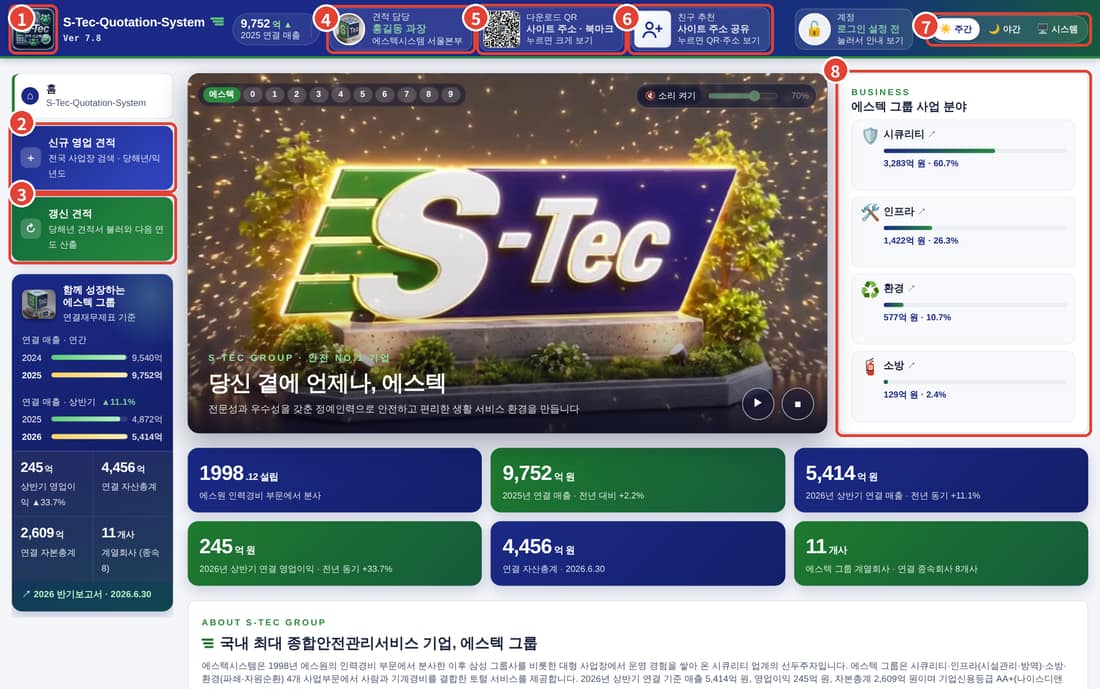 1
S-Tec
S-Tec-Quotation-System
Ver 7.8
9,752 억 ▲
2025 연결 매출
4
견적 담당
홍길동 과장
에스텍시스템 서울본부
5
다운로드 QR
사이트 주소 · 북마크
누르면 크게 보기
6
친구 추천
사이트 주소 공유
누르면 QR·주소 보기
계정
로그인 설정 전
눌러서 안내 보기
7
주간
야간
시스템
홈
S-Tec-Quotation-System
2
신규 영업 견적
전국 사업장 검색 · 당해년/익
년도
3
갱신 견적
당해년 견적서 불러와 다음 연
도 산출
함께 성장하는
에스텍 그룹
연결재무제표 기준
연결 매출 · 연간
2024 9,540억
2025 9,752억
연결 매출 · 상반기 ▲11.1%
2025 4,872억
2026 5,414억
245억
상반기 영업이
익 ▲33.7%
4,456억
연결 자산총계
2,609억
연결 자본총계
11개사
계열회사 (종속
8)
↗ 2026 반기보고서 · 2026.6.30
에스텍 0 1 2 3 4 5 6 7 8 9
소리 켜기 70%
S-Tec
S-TEC GROUP · 안전 NO.1 기업
당신 곁에 언제나, 에스텍
전문성과 우수성을 갖춘 정예인력으로 안전하고 편리한 생활 서비스 환경을 만듭니다
8
BUSINESS
에스텍 그룹 사업 분야
시큐리티 ↗
3,283억 원 · 60.7%
인프라 ↗
1,422억 원 · 26.3%
환경 ↗
577억 원 · 10.7%
소방 ↗
129억 원 · 2.4%
1998.12 설립
에스원 인력경비 부문에서 분사
9,752억 원
2025년 연결 매출 · 전년 대비 +2.2%
5,414억 원
2026년 상반기 연결 매출 · 전년 동기 +11.1%
245억 원
2026년 상반기 연결 영업이익 · 전년 동기 +33.7%
4,456억 원
연결 자산총계 · 2026.6.30
11개사
에스텍 그룹 계열회사 · 연결 종속회사 8개사
ABOUT S-TEC GROUP
국내 최대 종합안전관리서비스 기업, 에스텍 그룹
에스텍시스템은 1998년 에스원의 인력경비 부문에서 분사한 이후 삼성 그룹사를 비롯한 대형 사업장에서 운영 경험을 쌓아 온 시큐리티 업계의 선두주자입니다. 에스텍 그룹은 시큐리티·인프라(시설관리·방역)·소방·
환경(파쇄·자원순환) 4개 사업부문에서 사람과 기계경비를 결합한 토털 서비스를 제공합니다. 2026년 상반기 연결 매출 5,414억 원, 영업이익 245억 원, 자본총계 2,609억 원이며 기업신용등급 AA+(나이스디앤